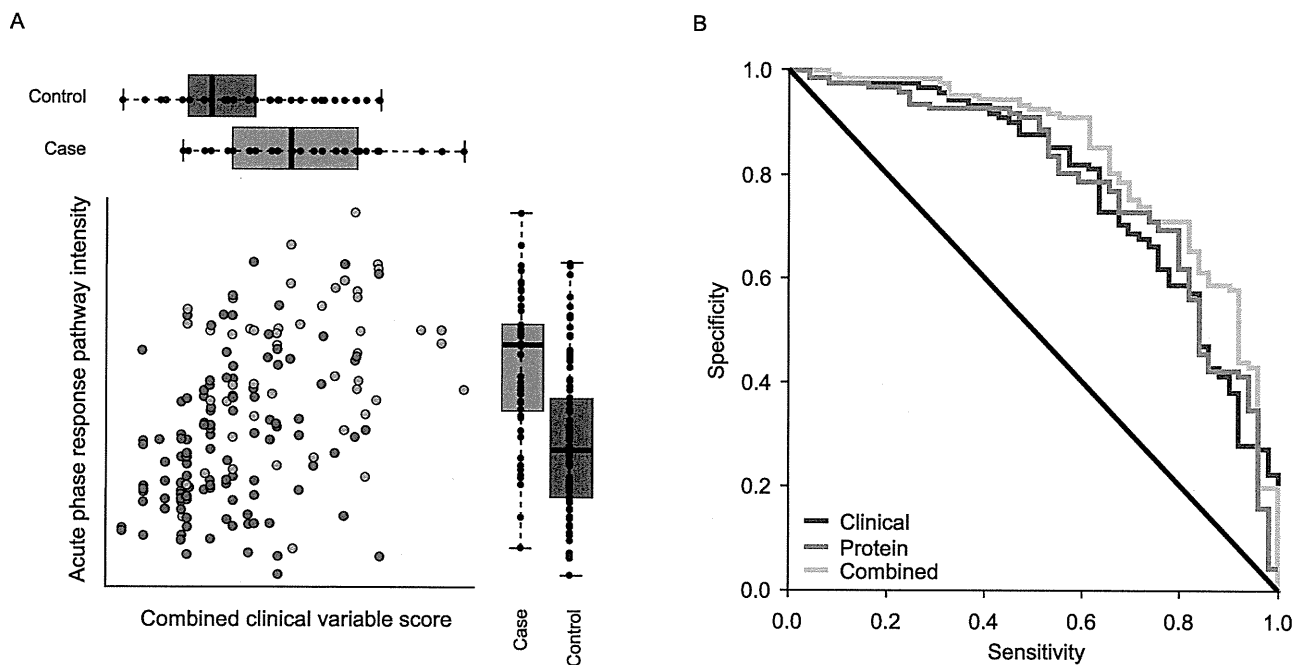 A
Control
Case
Acute phase response pathway intensity
Combined clinical variable score
Case
Control
B
1.0
0.8
0.6
0.4
0.2
0.0
Specificity
Clinical
Protein
Combined
0.0
0.2
0.4
0.6
0.8
1.0
Sensitivity